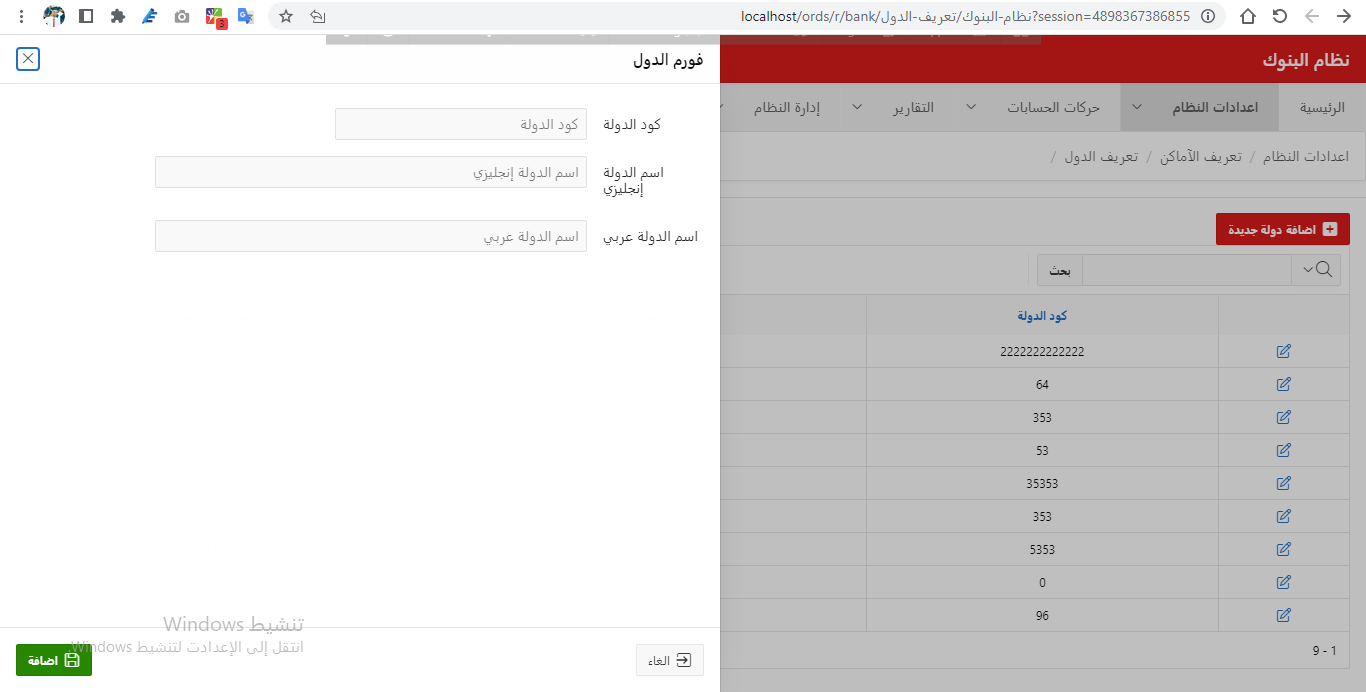 localhost/ords/r/bank/نظام-البنوك/تعريف-الدول?session=4898367386855
3
نظام البنوك
الرئيسية
اعدادات النظام
حركات الحسابات
التقارير
إدارة النظام
اعدادات النظام / تعريف الأماكن / تعريف الدول /
اضافة دولة جديدة
بحث
كود الدولة
2222222222222
64
353
53
35353
353
5353
0
96
1 - 9
فورم الدول
كود الدولة
كود الدولة
اسم الدولة
إنجليزي
اسم الدولة إنجليزي
اسم الدولة عربي
اسم الدولة عربي
الغاء
اضافة
تنشيط Windows
انتقل إلى الإعدادت لتنشيط Windows.